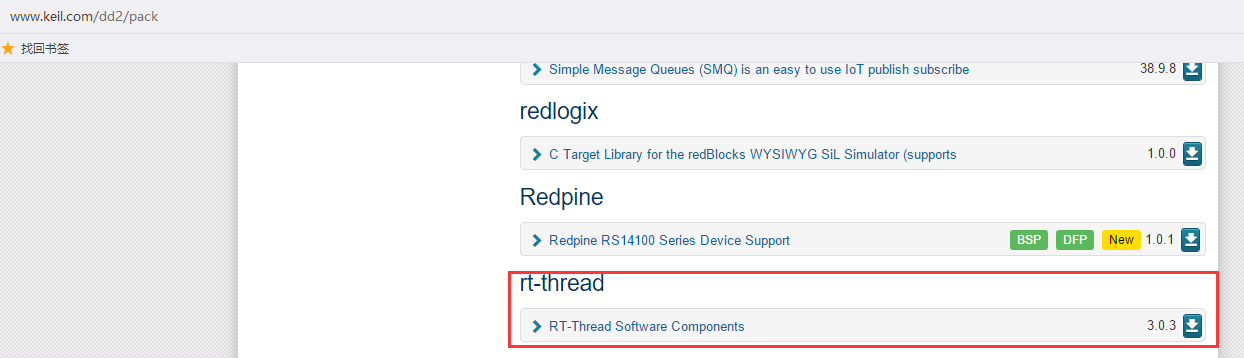 www.keil.com/dd2/pack
找回书签
Simple Message Queues (SMQ) is an easy to use IoT publish subscribe 38.9.8
redlogix
C Target Library for the redBlocks WYSIWYG SiL Simulator (supports 1.0.0
Redpine
Redpine RS14100 Series Device Support BSP DFP New 1.0.1
rt-thread
RT-Thread Software Components 3.0.3